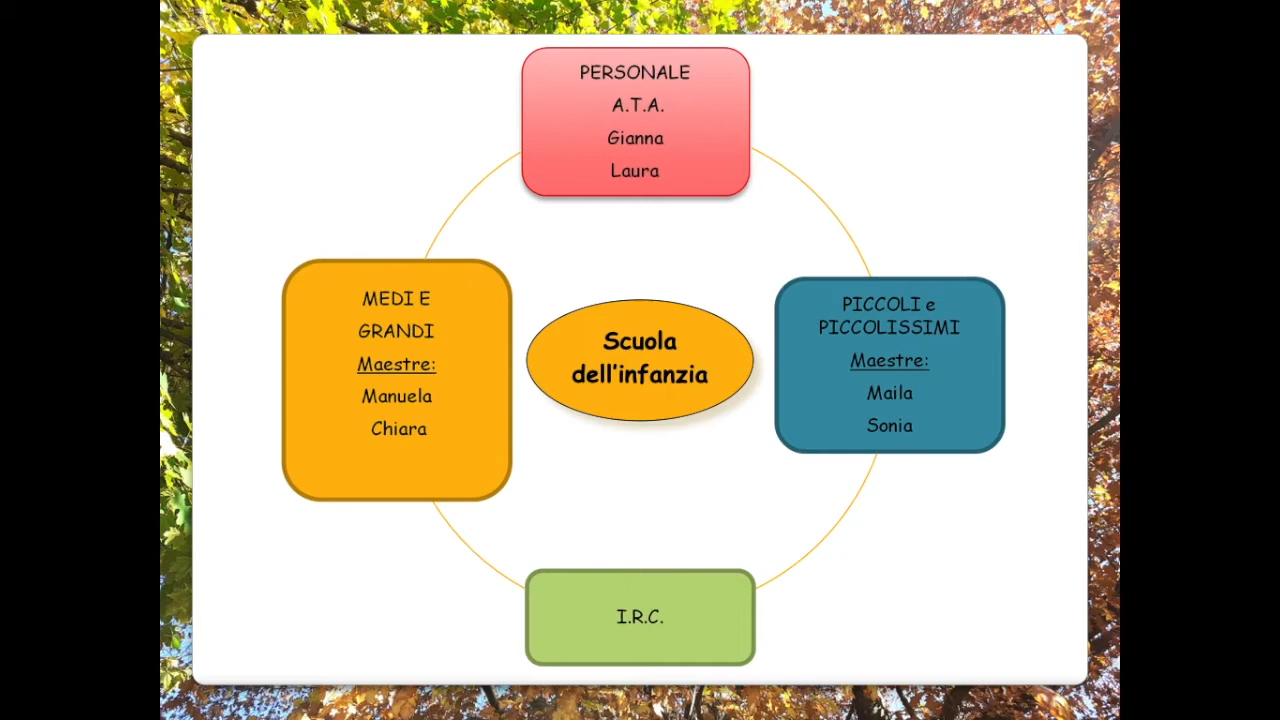 PERSONALE
A.T.A.
Gianna
Laura
MEDI E
GRANDI
Maestre:
Manuela
Chiara
Scuola
dell'infanzia
PICCOLI e
PICCOLISSIMI
Maestre:
Maila
Sonia
I.R.C.